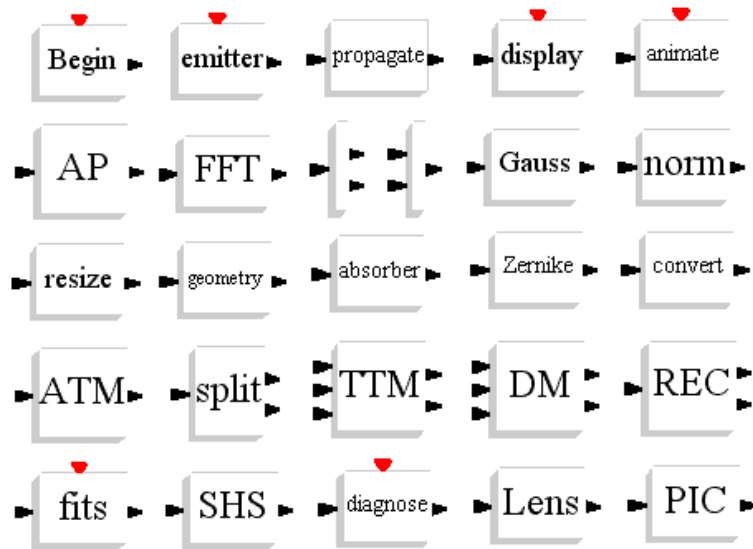 Begin emitter propagate display animate
AP FFT Gauss norm
resize geometry absorber Zernike convert
ATM split TTM DM REC
fits SHS diagnose Lens PIC